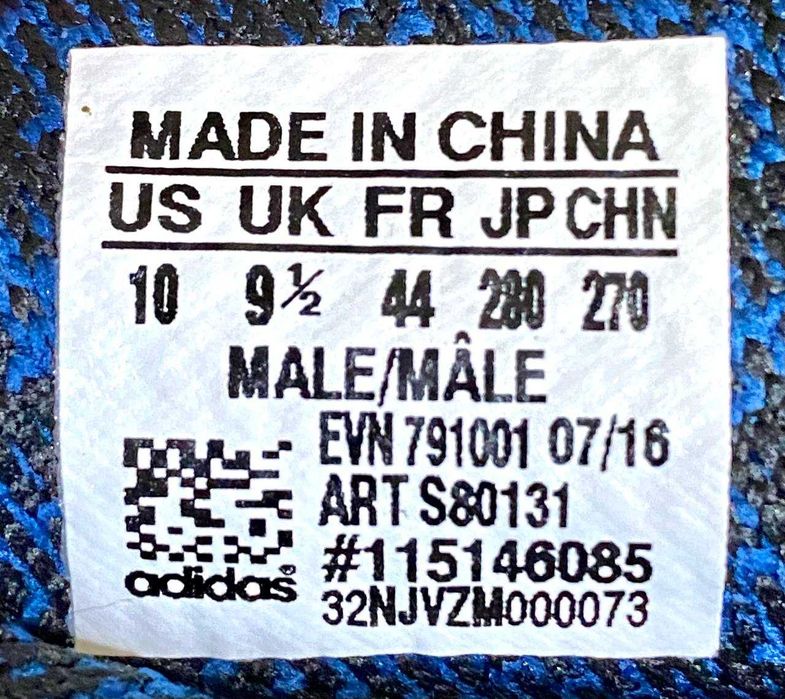 MADE IN CHINA
US UK FR JP CHN
10 9½ 44 280 270
MALE/MÂLE
EVN 791001 07/16
ART S80131
#115146085
adidas® 32NJVZM000073